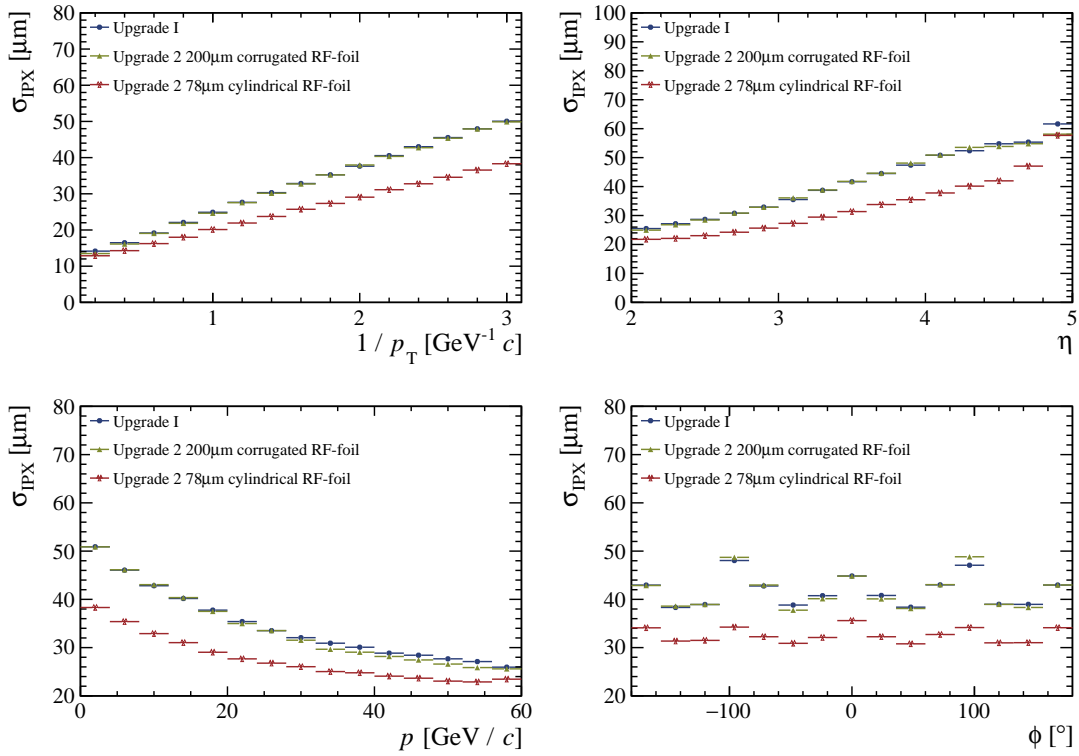 σIPX [μm]
80
70
60
50
40
30
20
10
0
Upgrade I
Upgrade 2 200μm corrugated RF-foil
Upgrade 2 78μm cylindrical RF-foil
1 2 3
1 / pT [GeV⁻¹ c]
σIPX [μm]
100
90
80
70
60
50
40
30
20
10
0
Upgrade I
Upgrade 2 200μm corrugated RF-foil
Upgrade 2 78μm cylindrical RF-foil
2 3 4 5
η
σIPX [μm]
80
70
60
50
40
30
20
Upgrade I
Upgrade 2 200μm corrugated RF-foil
Upgrade 2 78μm cylindrical RF-foil
0 20 40 60
p [GeV / c]
σIPX [μm]
80
70
60
50
40
30
20
Upgrade I
Upgrade 2 200μm corrugated RF-foil
Upgrade 2 78μm cylindrical RF-foil
−100 0 100
ϕ [°]